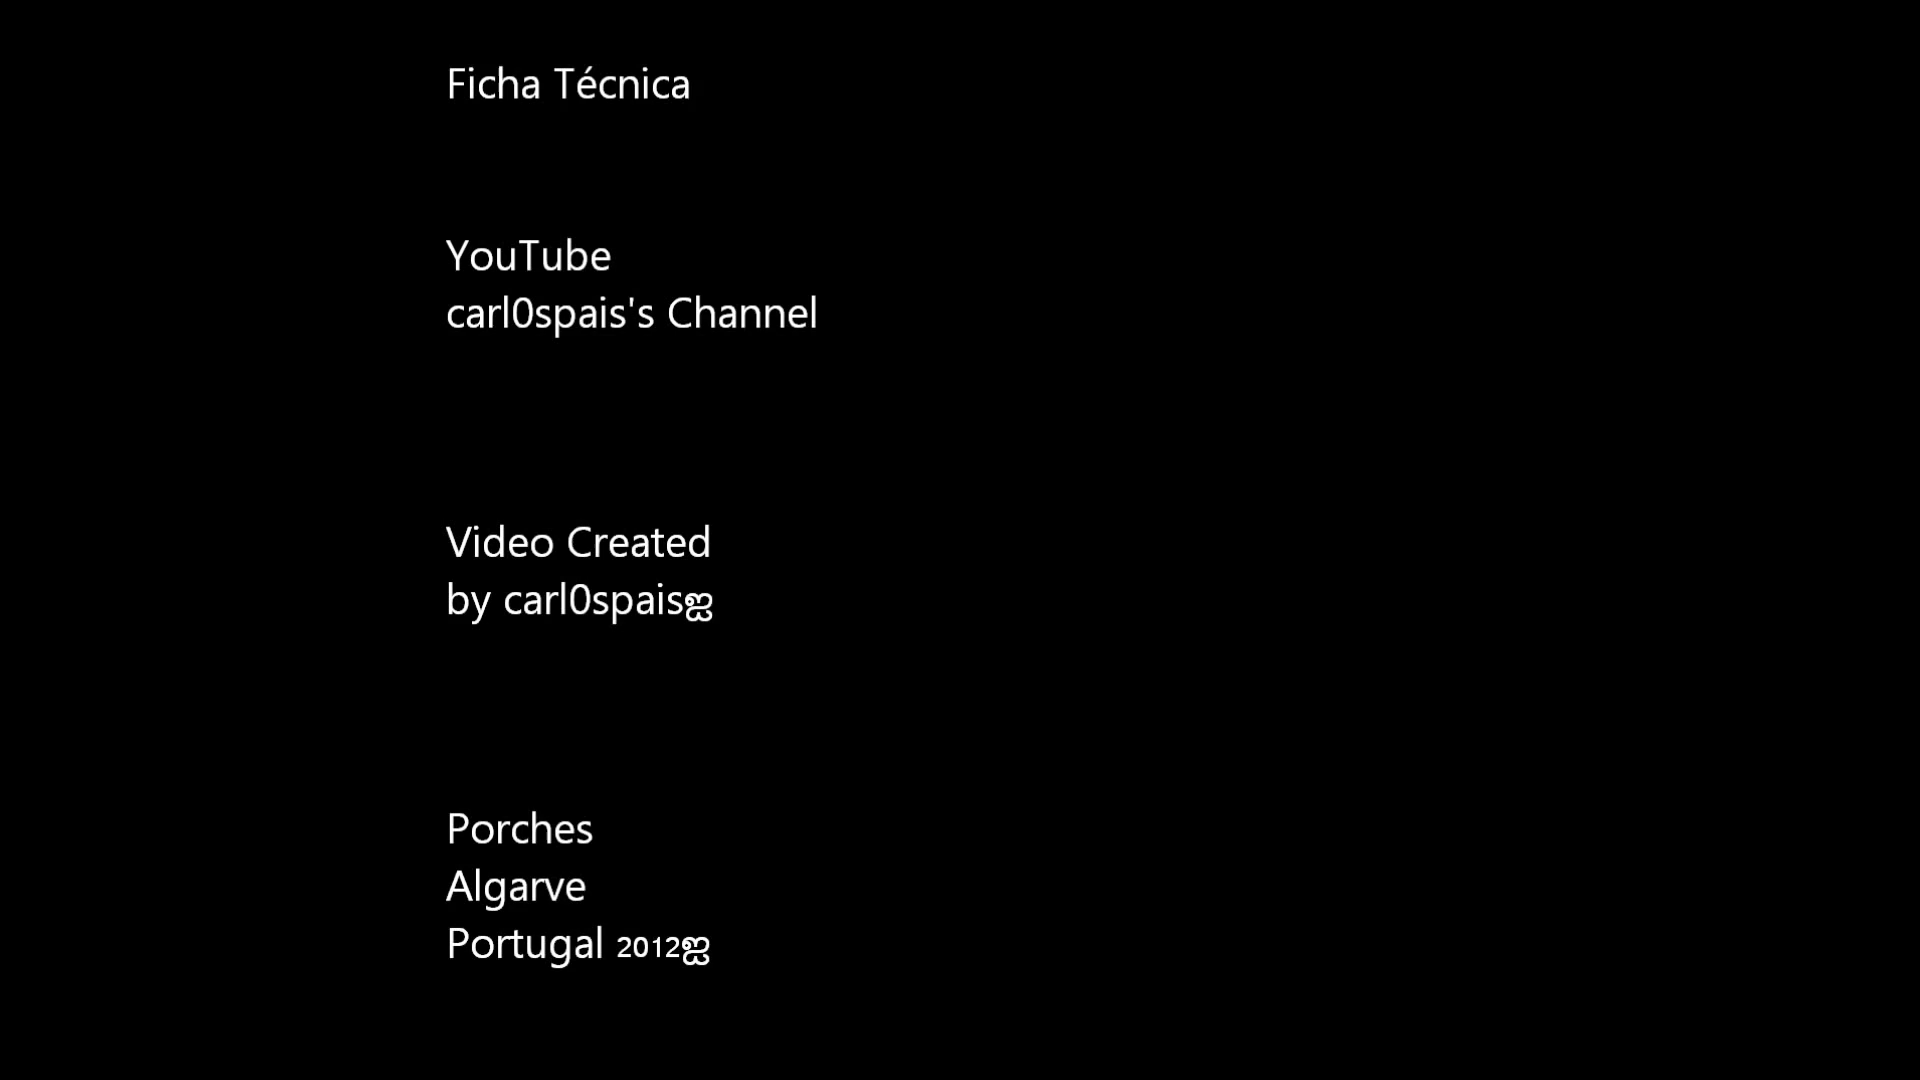 Ficha Técnica
YouTube
carl0spais's Channel
Video Created
by carl0spaisஐ
Porches
Algarve
Portugal 2012ஐ